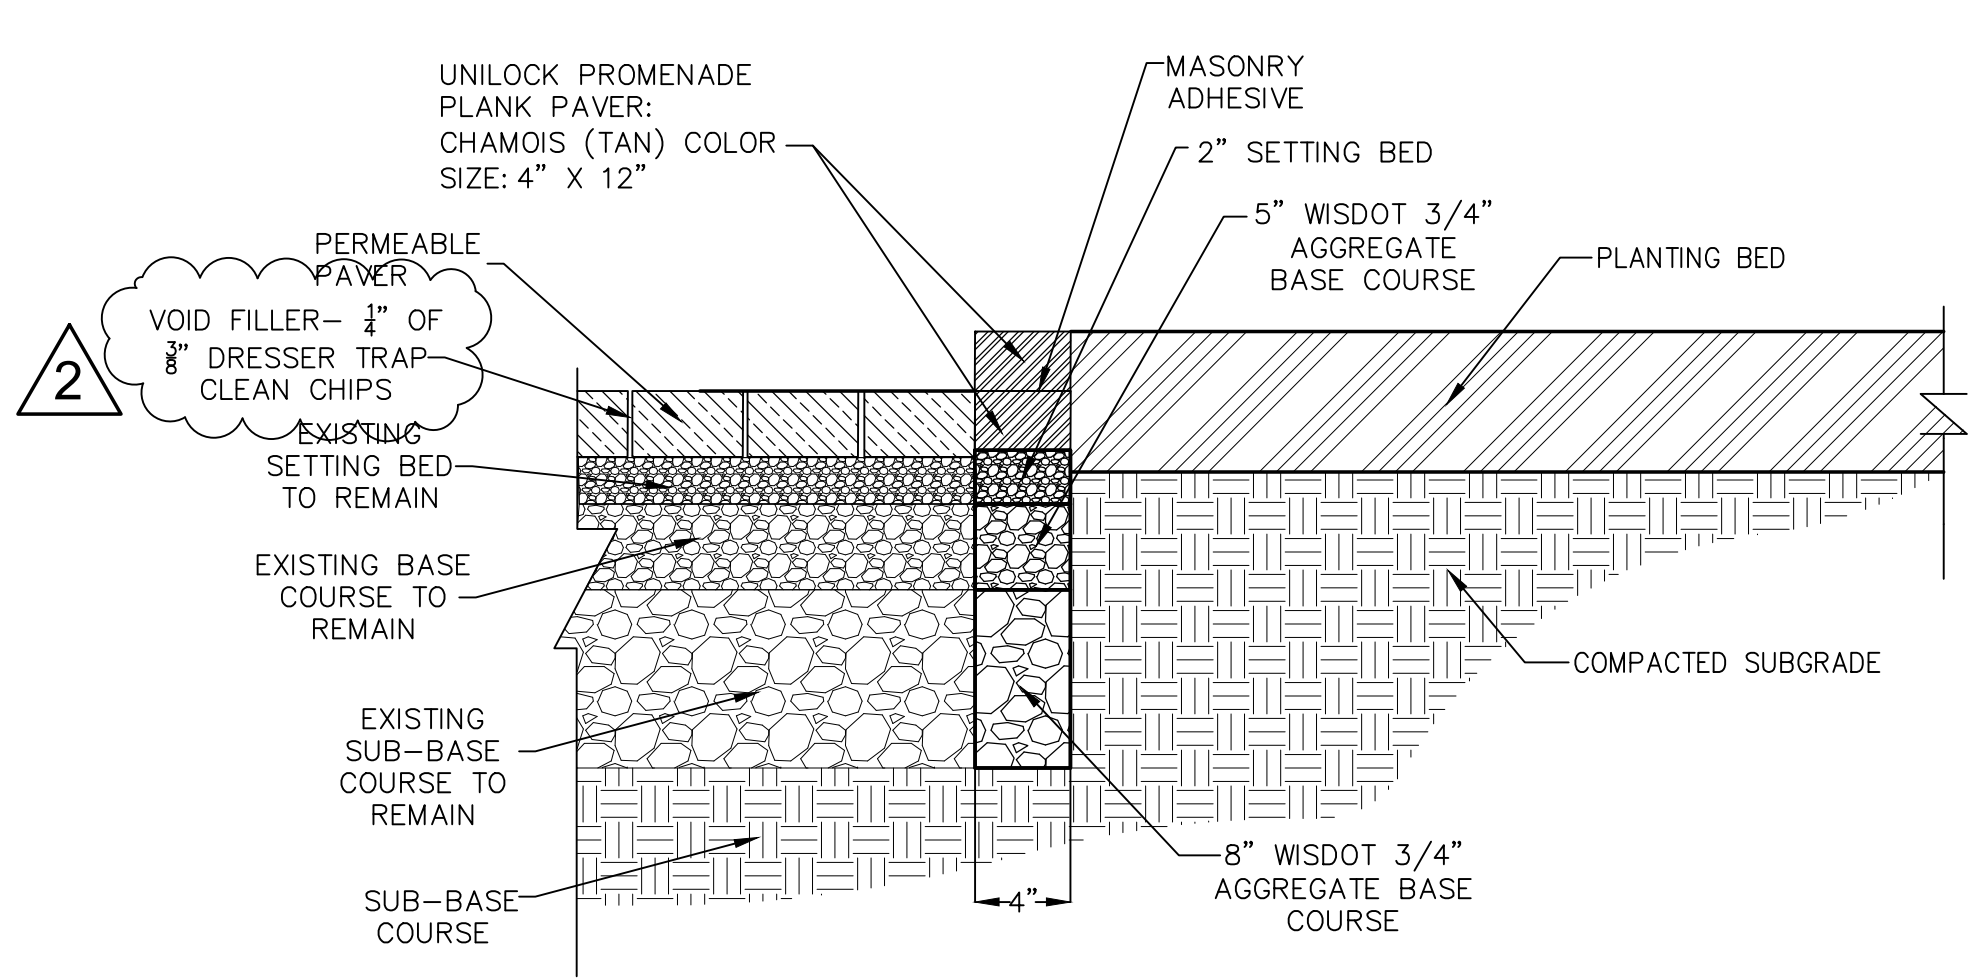 UNILOCK PROMENADE
PLANK PAVER:
CHAMOIS (TAN) COLOR
SIZE: 4" X 12"
MASONRY
ADHESIVE
2" SETTING BED
5" WISDOT 3/4"
AGGREGATE
BASE COURSE
PLANTING BED
PERMEABLE
PAVER
VOID FILLER- 1/4" OF
3/8" DRESSER TRAP
CLEAN CHIPS
2
EXISTING
SETTING BED
TO REMAIN
EXISTING BASE
COURSE TO
REMAIN
EXISTING
SUB-BASE
COURSE TO
REMAIN
SUB-BASE
COURSE
COMPACTED SUBGRADE
8" WISDOT 3/4"
AGGREGATE BASE
COURSE
4"